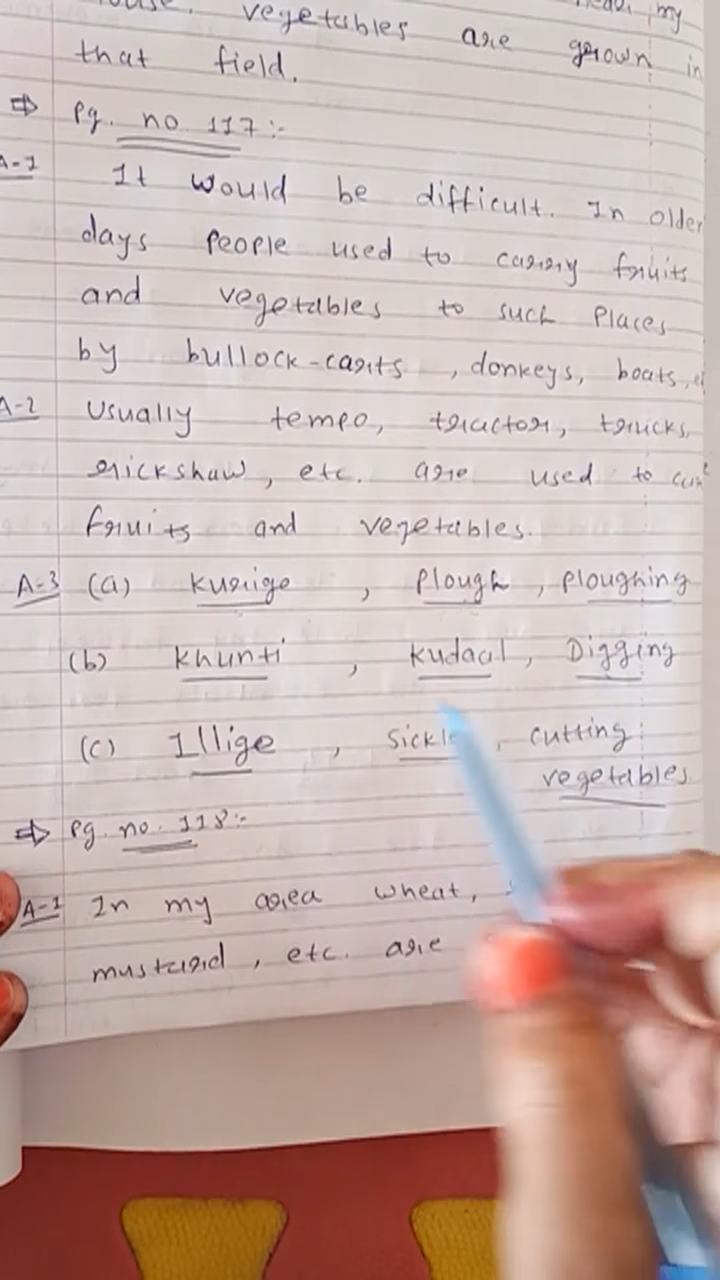 vegetables are grown in
that field.
⇒ Pg. no 117:-
A-1 It would be difficult. In older
days people used to carry fruits
and vegetables to such places
by bullock-carts, donkeys, boats,
A-2 Usually tempo, tractor, trucks,
rickshaw, etc. are used to
fruits and vegetables.
A-3 (a) kurige, Plough, Ploughing
(b) khunti, kudaal, Digging
(c) Illige, Sickle, cutting
vegetables
⇒ Pg. no. 118:-
A-1 In my area wheat,
mustard, etc. are